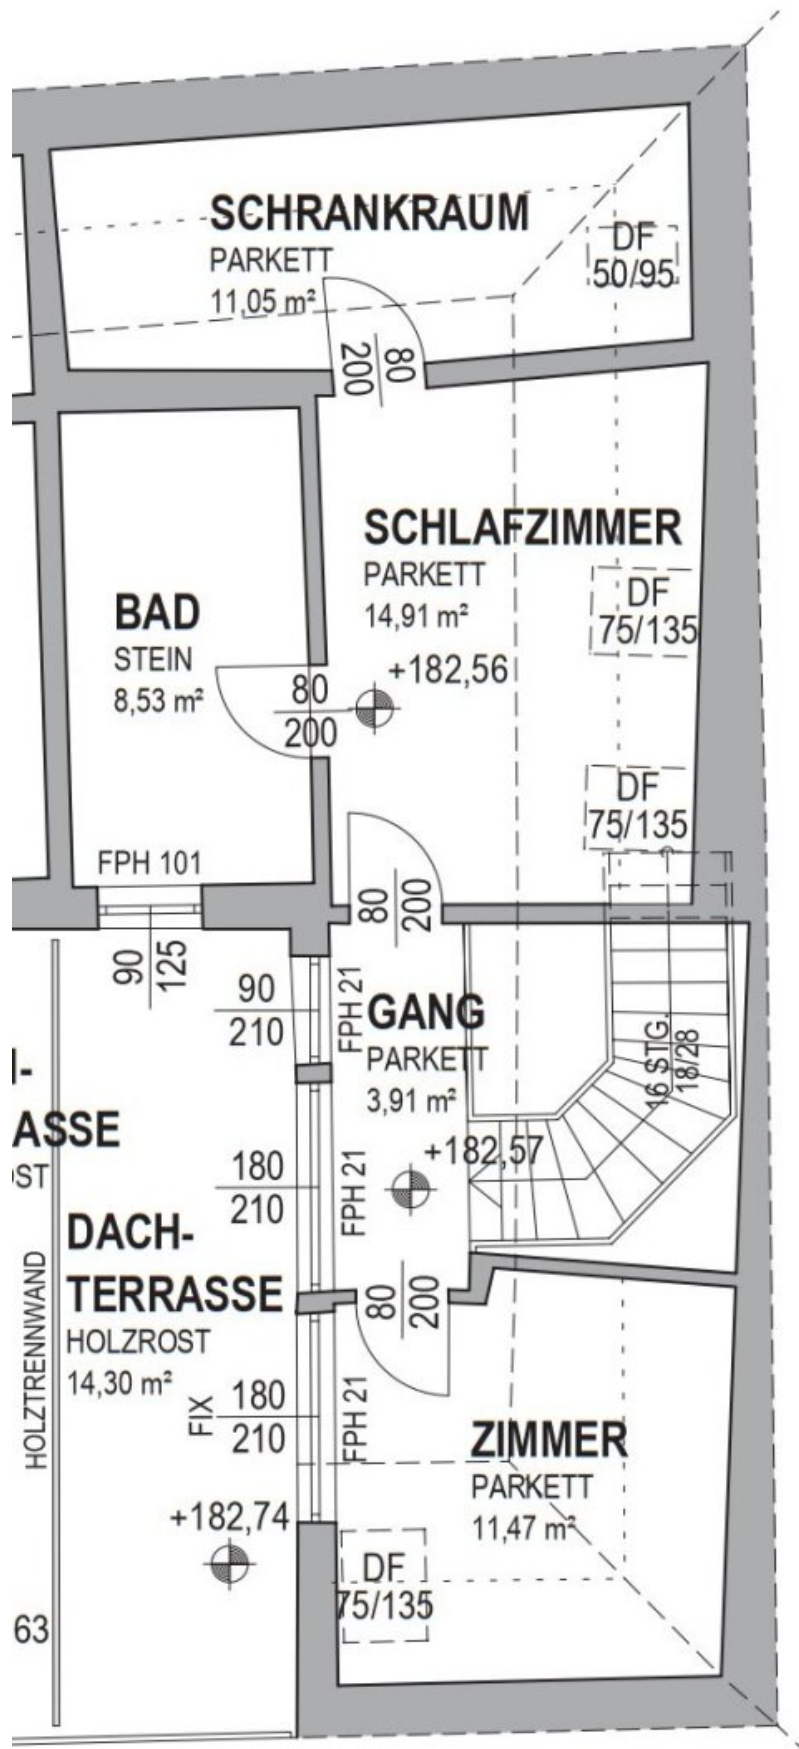 SCHRANKRAUM
PARKETT
11,05 m²
DF
50/95
80
200
SCHLAFZIMMER
PARKETT
14,91 m²
DF
75/135
+182,56
BAD
STEIN
8,53 m²
80
200
DF
75/135
FPH 101
90
125
80
200
90
210
FPH 21
GANG
PARKETT
3,91 m²
16 STG.
18/28
+182,57
ASSE
180
210
FPH 21
DACH-
TERRASSE
HOLZROST
14,30 m²
HOLZTRENNWAND
80
200
FIX
180
210
FPH 21
ZIMMER
PARKETT
11,47 m²
+182,74
DF
75/135
63